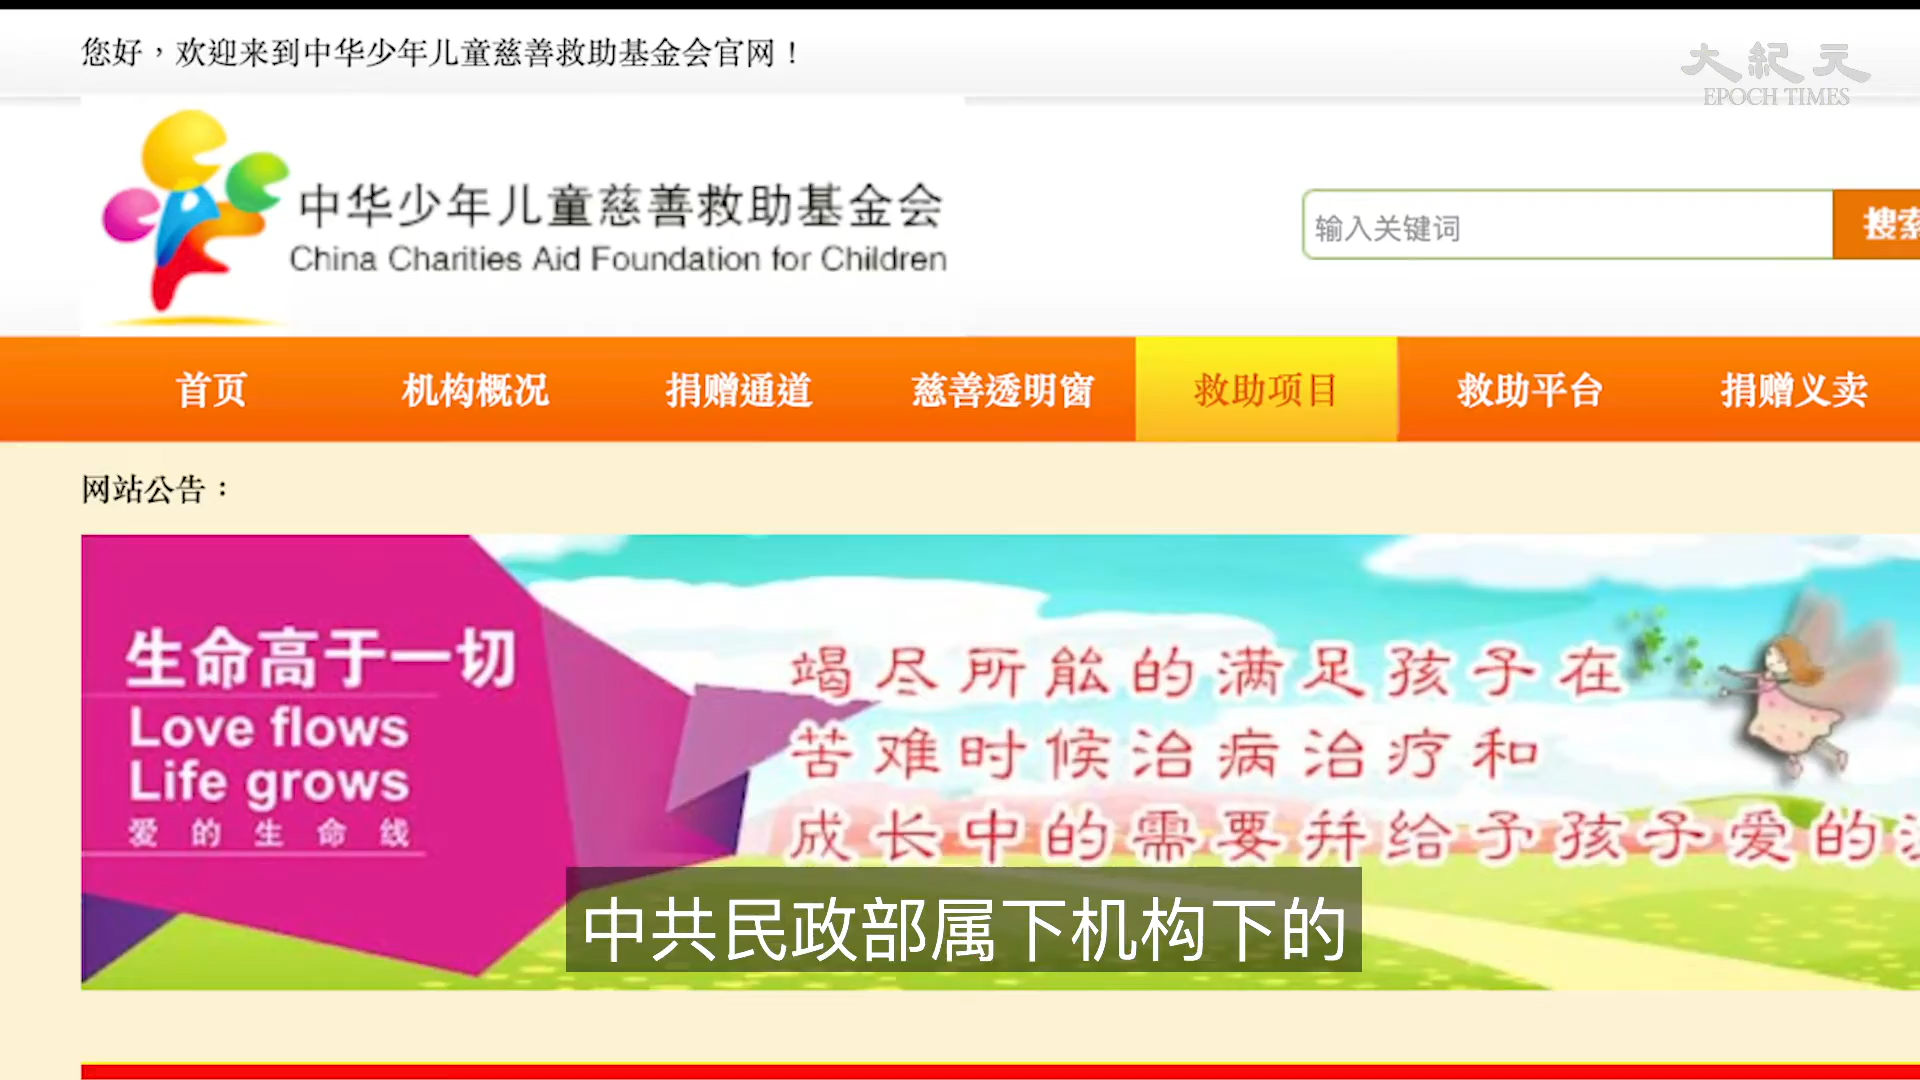 您好，欢迎来到中华少年儿童慈善救助基金会官网！
大紀元
EPOCH TIMES
中华少年儿童慈善救助基金会
China Charities Aid Foundation for Children
输入关键词
搜索
首页
机构概况
捐赠通道
慈善透明窗
救助项目
救助平台
捐赠义卖
网站公告：
生命高于一切
Love flows
Life grows
爱的生命线
竭尽所能的满足孩子在
苦难时候治病治疗和
成长中的需要并给予孩子爱的
中共民政部属下机构下的